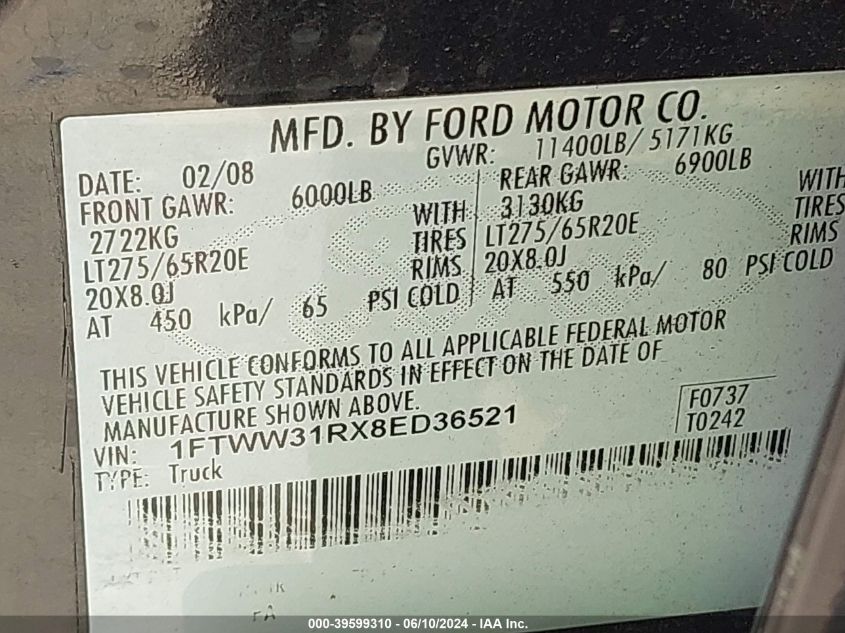 MFD. BY FORD MOTOR CO.
DATE: 02/08 GVWR: 11400LB/ 5171KG
FRONT GAWR: 6000LB REAR GAWR: 6900LB
2722KG WITH 3130KG WITH
LT275/65R20E TIRES LT275/65R20E TIRES
20X8.0J RIMS 20X8.0J RIMS
AT 450 kPa/ 65 PSI COLD AT 550 kPa/ 80 PSI COLD
THIS VEHICLE CONFORMS TO ALL APPLICABLE FEDERAL MOTOR
VEHICLE SAFETY STANDARDS IN EFFECT ON THE DATE OF
MANUFACTURE SHOWN ABOVE.
VIN: 1FTWW31RX8ED36521
TYPE: Truck
F0737
T0242
000-39599310 - 06/10/2024 - IAA Inc.